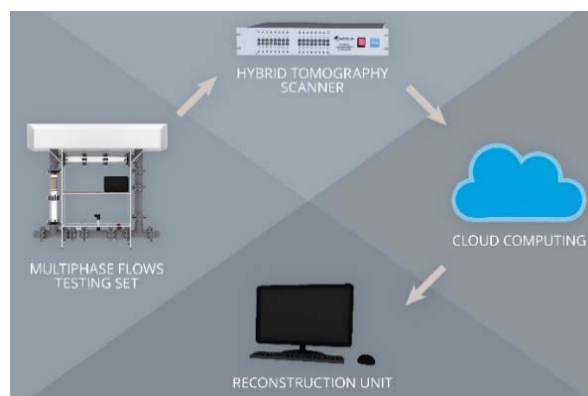 HYBRID TOMOGRAPHY
SCANNER
MULTIPHASE FLOWS
TESTING SET
CLOUD COMPUTING
RECONSTRUCTION UNIT